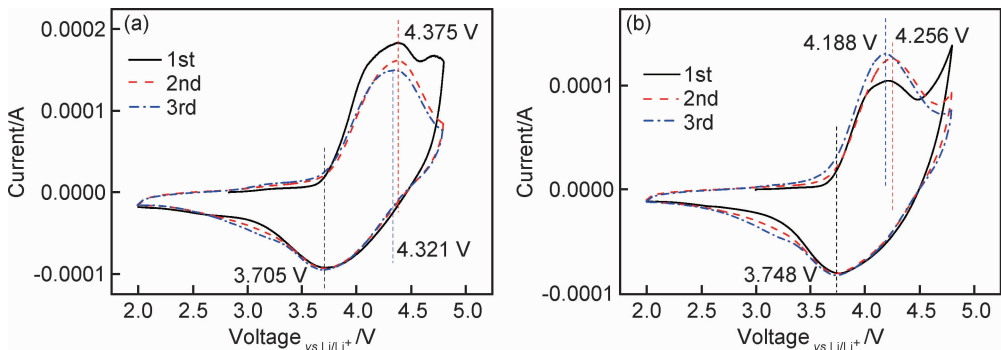 (a)
4.375 V
1st
2nd
3rd
3.705 V
4.321 V
0.0002
0.0001
0.0000
-0.0001
Current/A
2.0 2.5 3.0 3.5 4.0 4.5 5.0
Voltage vs Li/Li+ /V
(b)
4.188 V
4.256 V
1st
2nd
3rd
3.748 V
0.0001
0.0000
-0.0001
Current/A
2.0 2.5 3.0 3.5 4.0 4.5 5.0
Voltage vs Li/Li+ /V